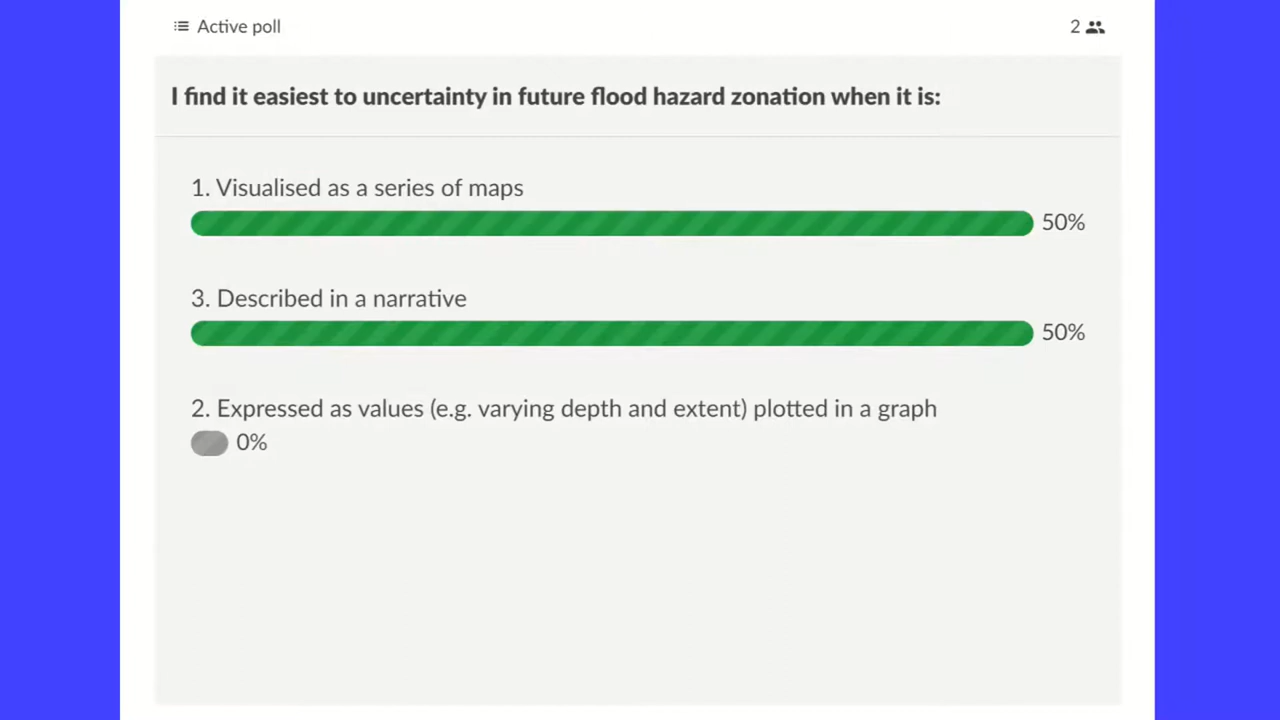 Active poll
2
I find it easiest to uncertainty in future flood hazard zonation when it is:
1. Visualised as a series of maps
50%
3. Described in a narrative
50%
2. Expressed as values (e.g. varying depth and extent) plotted in a graph
0%